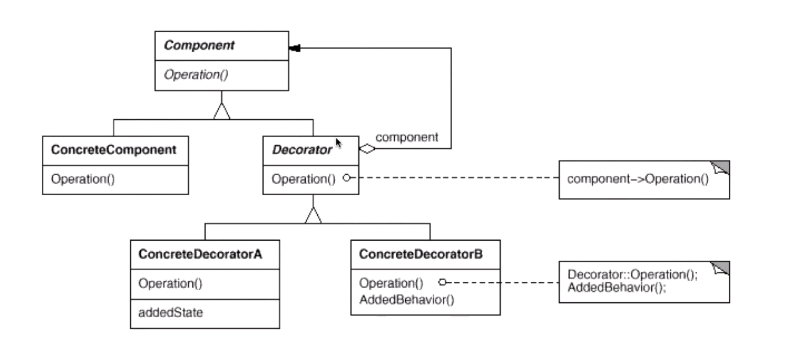 Component
Operation()
component
ConcreteComponent
Operation()
Decorator
Operation()
component->Operation()
ConcreteDecoratorA
Operation()
addedState
ConcreteDecoratorB
Operation()
AddedBehavior()
Decorator::Operation();
AddedBehavior();